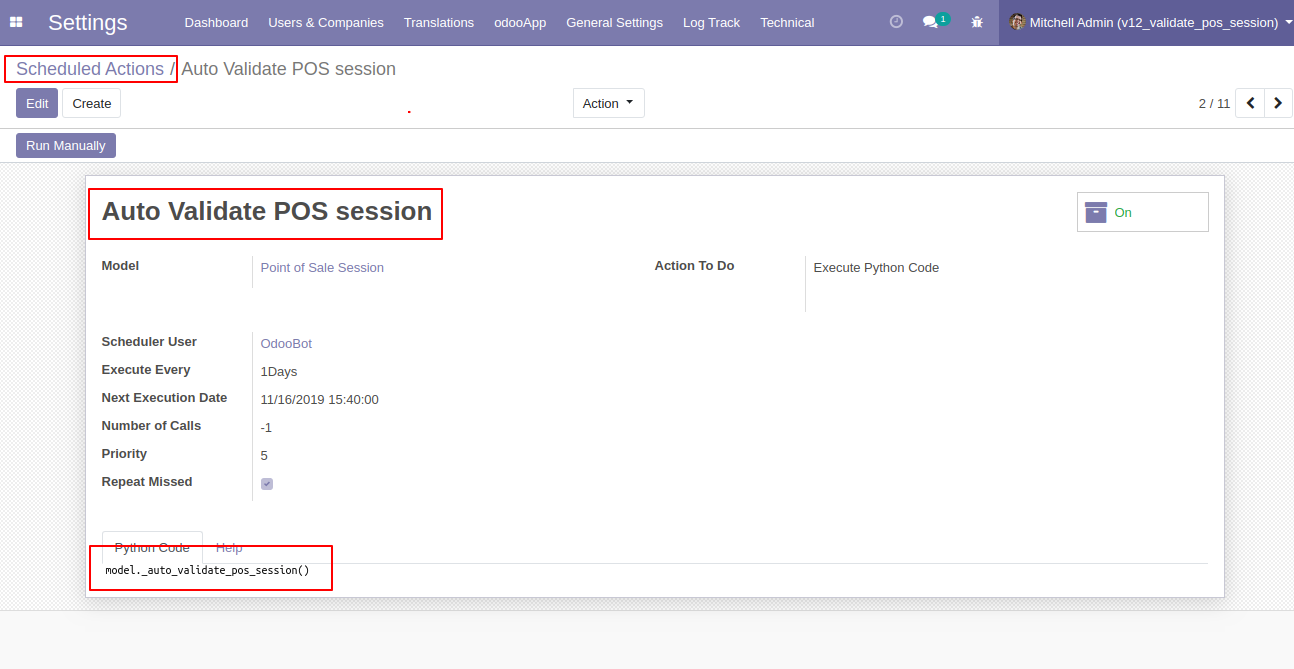 Settings Dashboard Users & Companies Translations odooApp General Settings Log Track Technical 1 Mitchell Admin (v12_validate_pos_session)
Scheduled Actions / Auto Validate POS session
Edit Create Action 2 / 11
Run Manually
Auto Validate POS session On
Model Point of Sale Session Action To Do Execute Python Code
Scheduler User OdooBot
Execute Every 1Days
Next Execution Date 11/16/2019 15:40:00
Number of Calls -1
Priority 5
Repeat Missed
Python Code Help
model._auto_validate_pos_session()